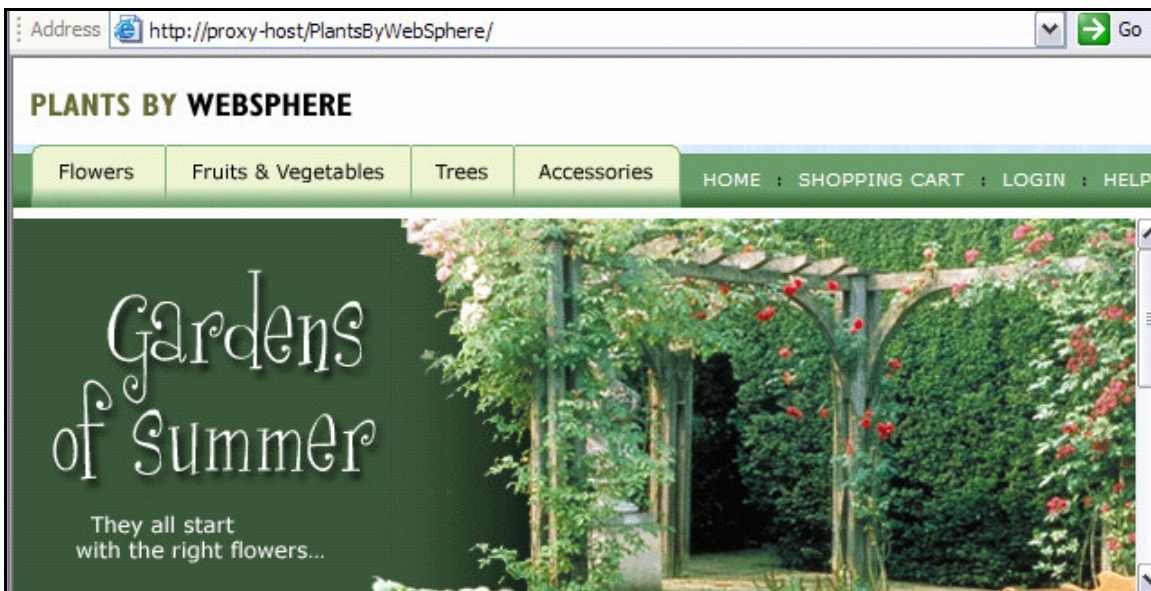 Address http://proxy-host/PlantsByWebSphere/ Go
PLANTS BY WEBSPHERE
Flowers Fruits & Vegetables Trees Accessories HOME : SHOPPING CART : LOGIN : HELP
Gardens
of Summer
They all start
with the right flowers...